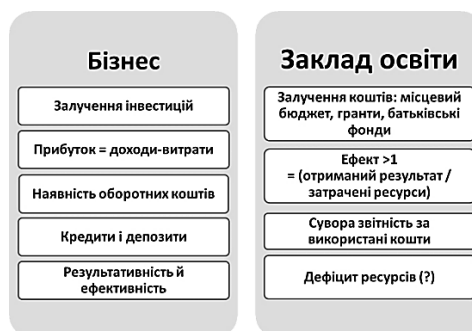 Бізнес
Залучення інвестицій
Прибуток = доходи-витрати
Наявність оборотних коштів
Кредити і депозити
Результативність й
ефективність
Заклад освіти
Залучення коштів: місцевий
бюджет, гранти, батьківські
фонди
Ефект >1
= (отриманий результат /
затрачені ресурси)
Сувора звітність за
використані кошти
Дефіцит ресурсів (?)